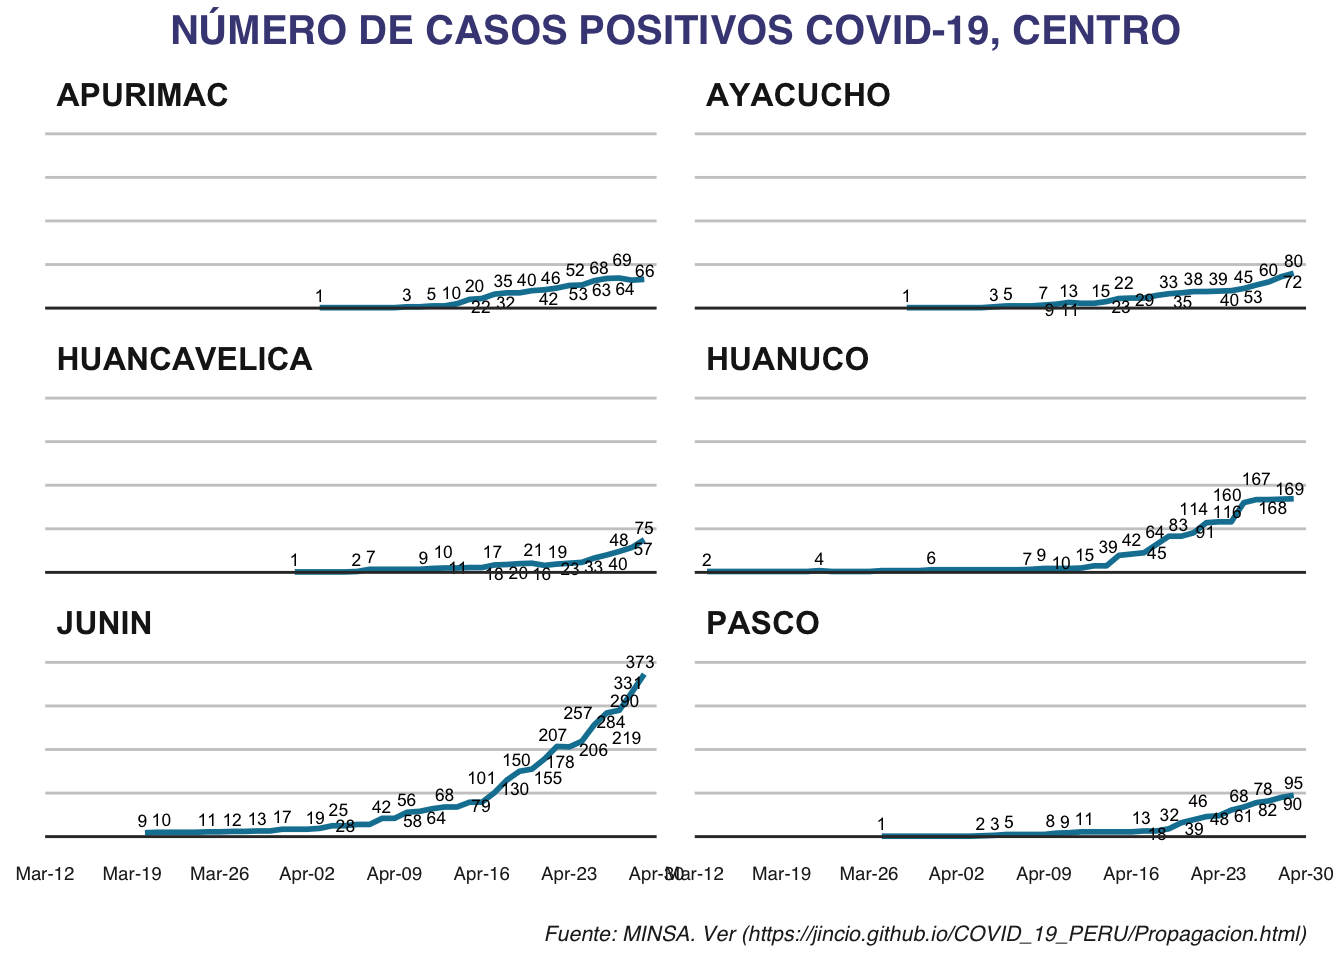 NÚMERO DE CASOS POSITIVOS COVID-19, CENTRO
APURIMAC
1 3 5 10 20 22 35 32 40 46 42 52 53 68 63 69 64 66
AYACUCHO
1 3 5 7 9 13 11 15 22 23 29 33 35 38 39 40 45 53 60 80 72
HUANCAVELICA
1 2 7 9 10 11 17 18 20 21 16 19 23 33 48 40 75 57
HUANUCO
2 4 6 7 9 10 15 39 42 45 64 83 114 91 160 116 167 168 169
JUNIN
9 10 11 12 13 17 19 25 28 42 56 58 64 68 101 79 150 130 155 207 178 257 206 284 331 290 219 373
PASCO
1 2 3 5 8 9 11 13 18 32 46 39 48 68 61 78 82 95 90
Mar-12 Mar-19 Mar-26 Apr-02 Apr-09 Apr-16 Apr-23 Apr-30
Mar-12 Mar-19 Mar-26 Apr-02 Apr-09 Apr-16 Apr-23 Apr-30
Fuente: MINSA. Ver (https://jincio.github.io/COVID_19_PERU/Propagacion.html)